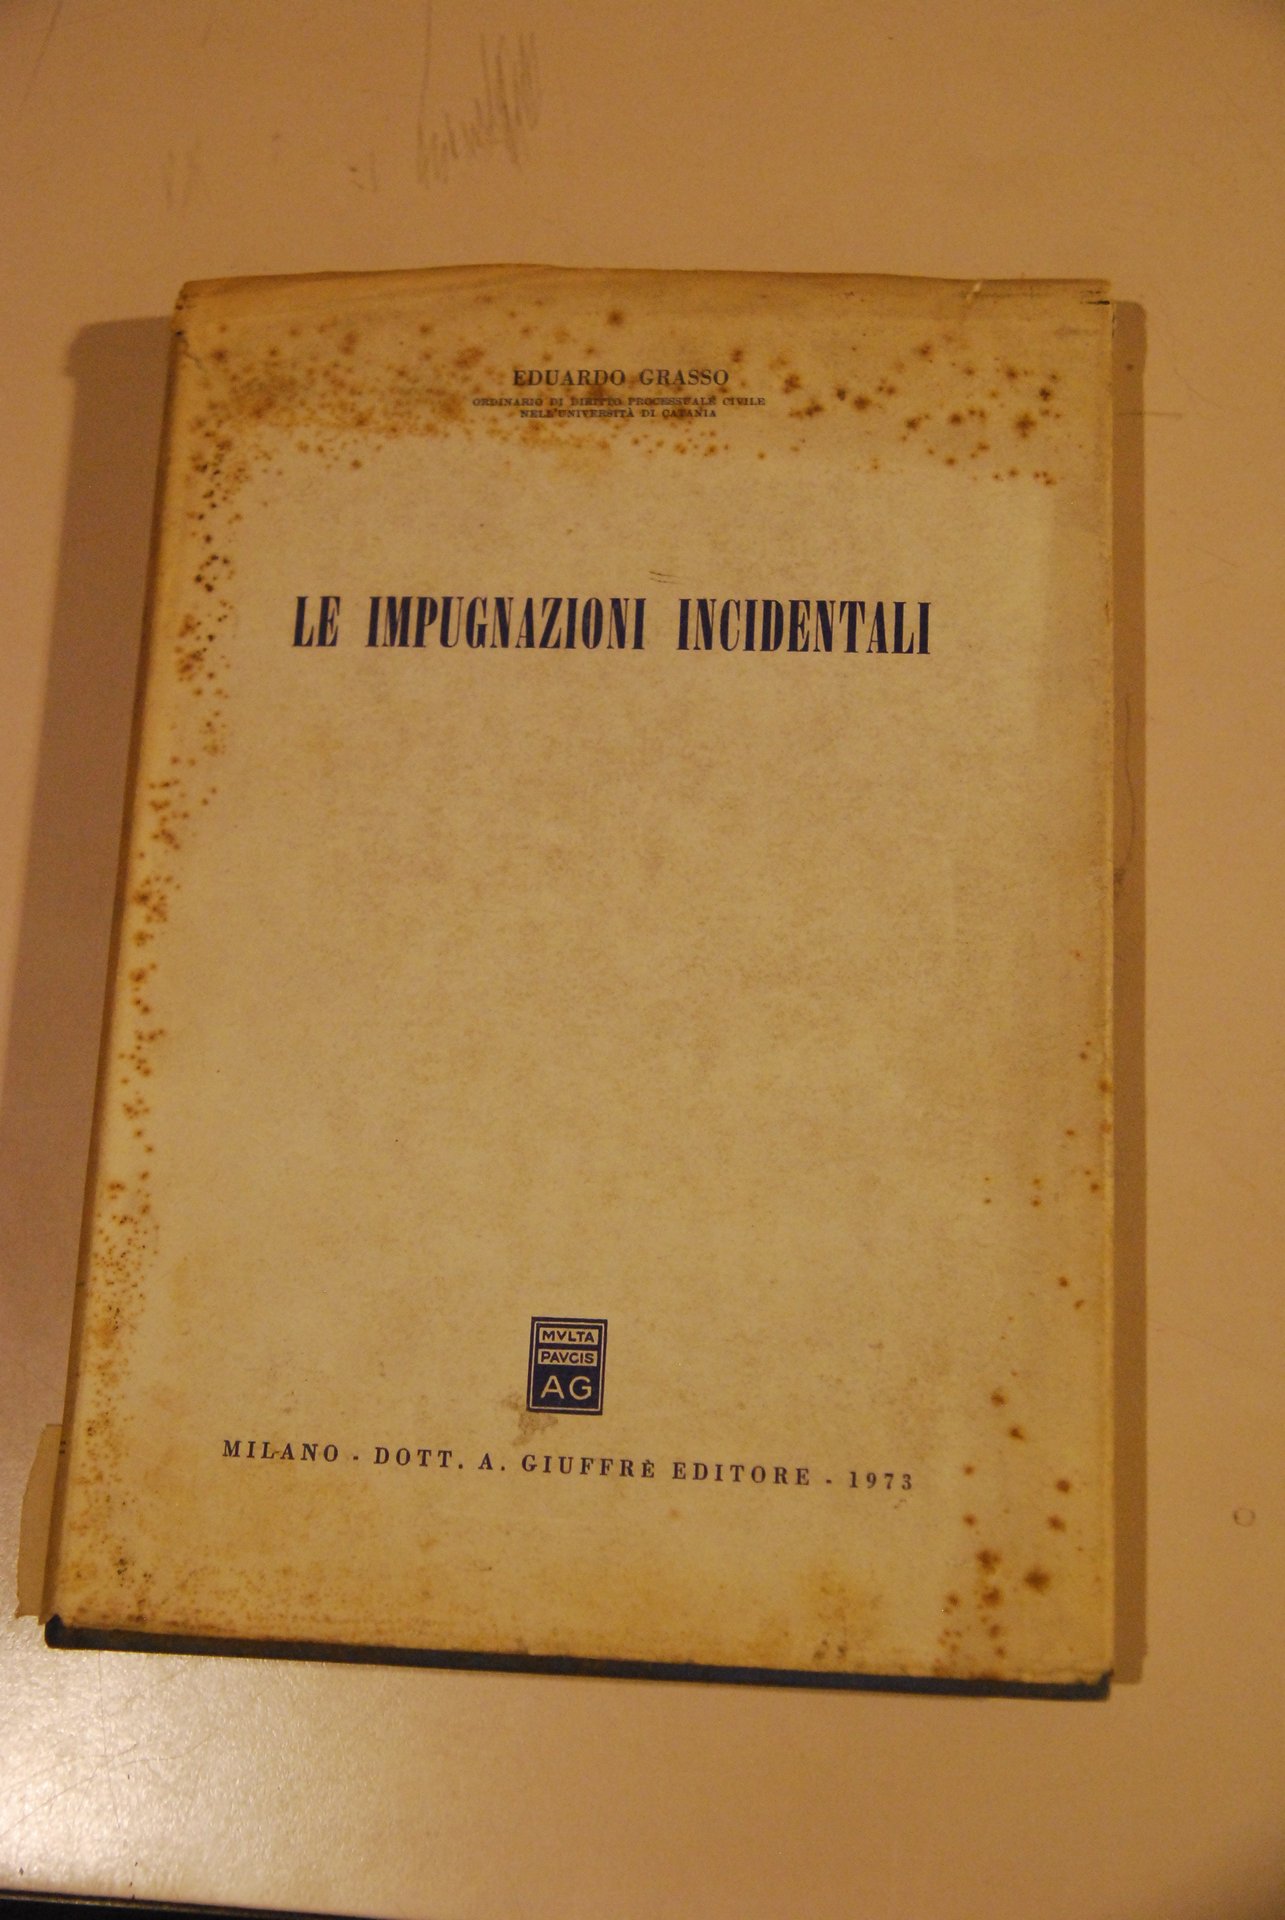 EDUARDO GRASSO
ORDINARIO DI DIRITTO PROCESSUALE CIVILE
NELL'UNIVERSITÀ DI CATANIA
LE IMPUGNAZIONI INCIDENTALI
MVLTA
PAVCIS
AG
MILANO - DOTT. A. GIUFFRÈ EDITORE - 1973